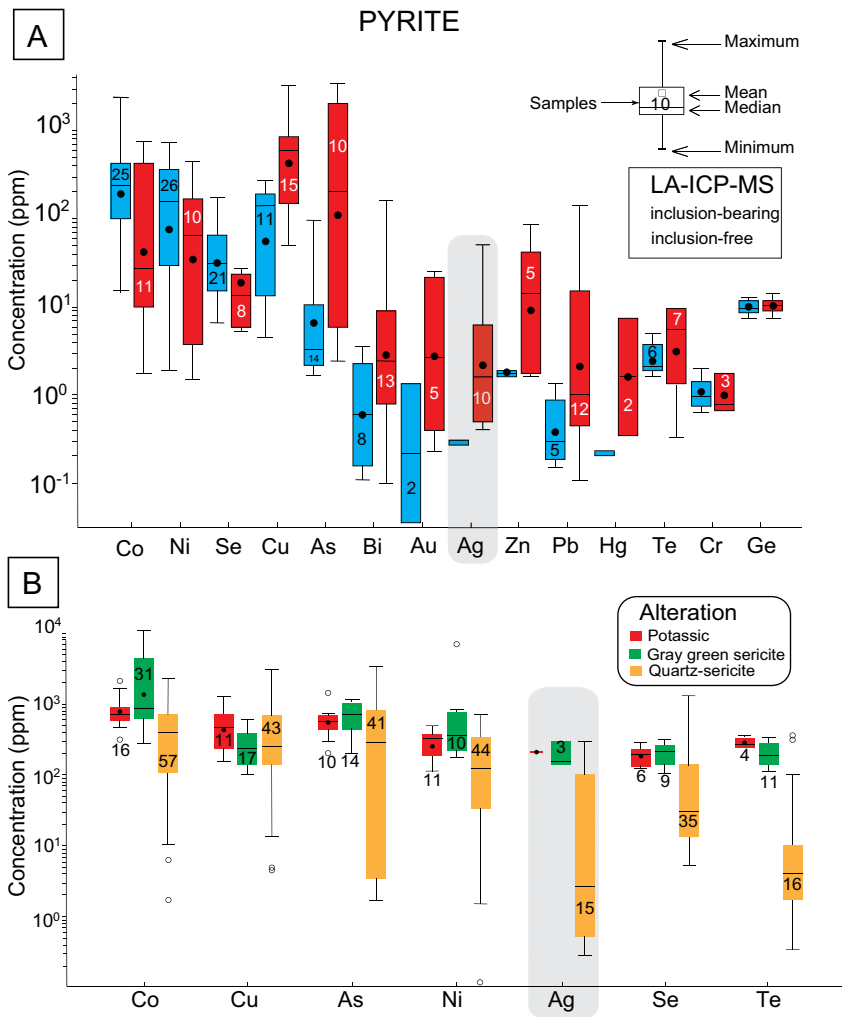 A
PYRITE
Maximum
Mean
Median
Minimum
Samples
10
LA-ICP-MS
inclusion-bearing
inclusion-free
Concentration (ppm)
10³
10²
10¹
10⁰
10⁻¹
25
11
26
10
21
8
11
15
14
10
8
13
2
5
10
5
5
12
2
6
7
3
Co Ni Se Cu As Bi Au Ag Zn Pb Hg Te Cr Ge
B
Alteration
Potassic
Gray green sericite
Quartz-sericite
Concentration (ppm)
10⁴
10³
10²
10¹
10⁰
16
31
57
11
17
43
10
14
41
11
10
44
3
15
6
9
35
4
11
16
Co Cu As Ni Ag Se Te